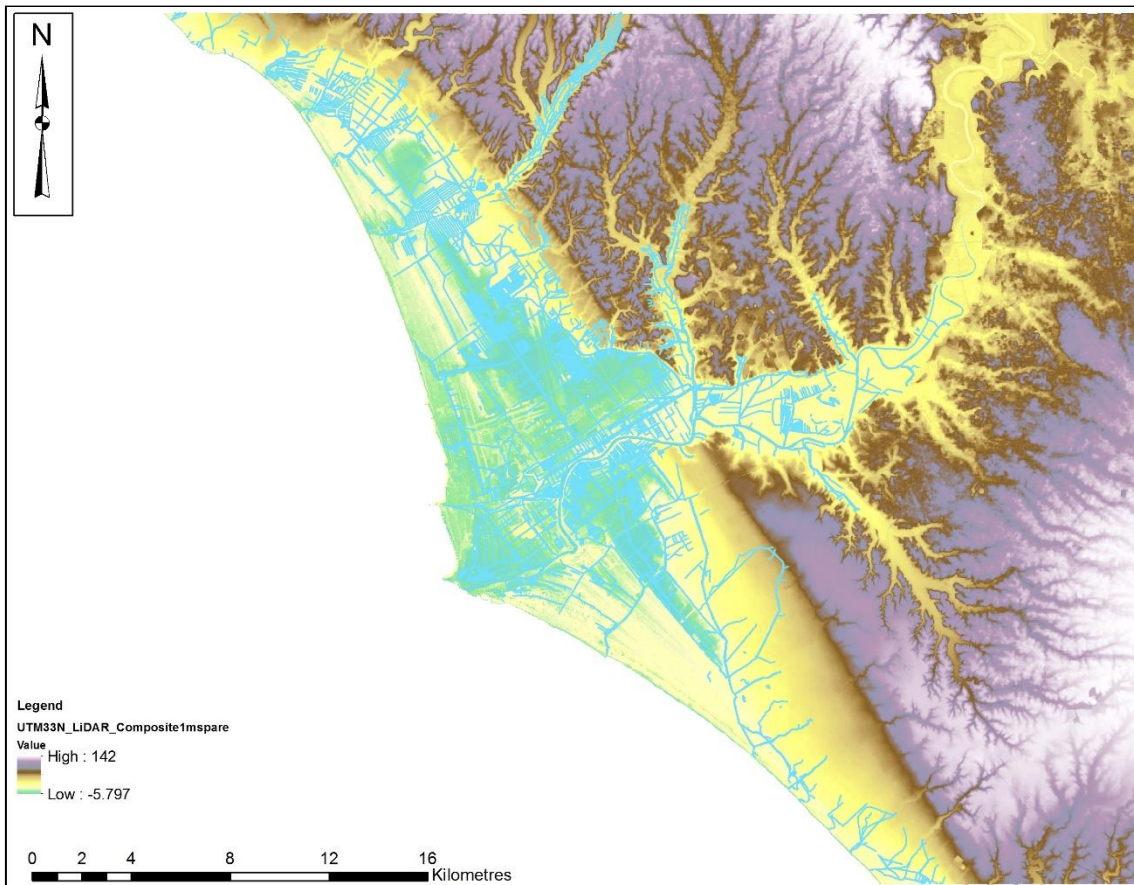 N
Legend
UTM33N_LiDAR_Composite1mspare
Value
High : 142
Low : -5.797
0 2 4 8 12 16
Kilometres